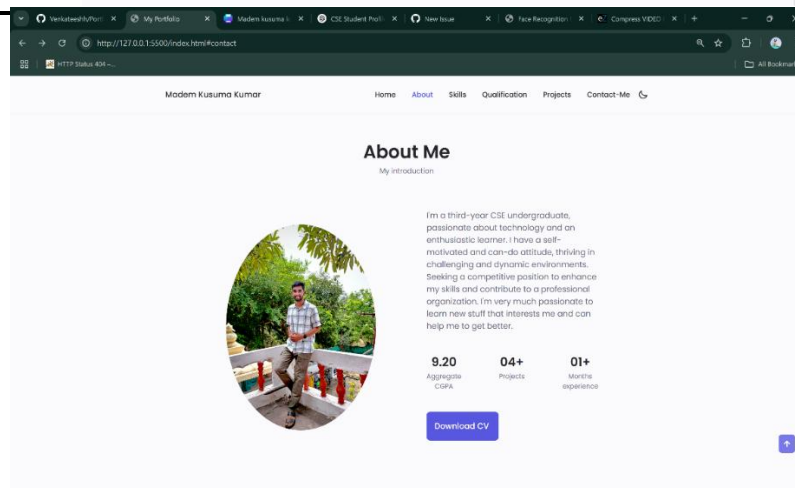 Venkateshh/Port
My Portfolio
Madem kusuma k
CSE Student Profil
New Issue
Face Recognition
Compress VIDEO
http://127.0.0.1:5500/index.html#contact
HTTP Status 404 –...
All Bookmark
Madem Kusuma Kumar
Home About Skills Qualification Projects Contact-Me
About Me
My introduction
I'm a third-year CSE undergraduate,
passionate about technology and an
enthusiastic learner. I have a self-
motivated and can-do attitude, thriving in
challenging and dynamic environments.
Seeking a competitive position to enhance
my skills and contribute to a professional
organization. I'm very much passionate to
learn new stuff that interests me and can
help me to get better.
9.20 04+ 01+
Aggregate Projects Months
CGPA experience
Download CV